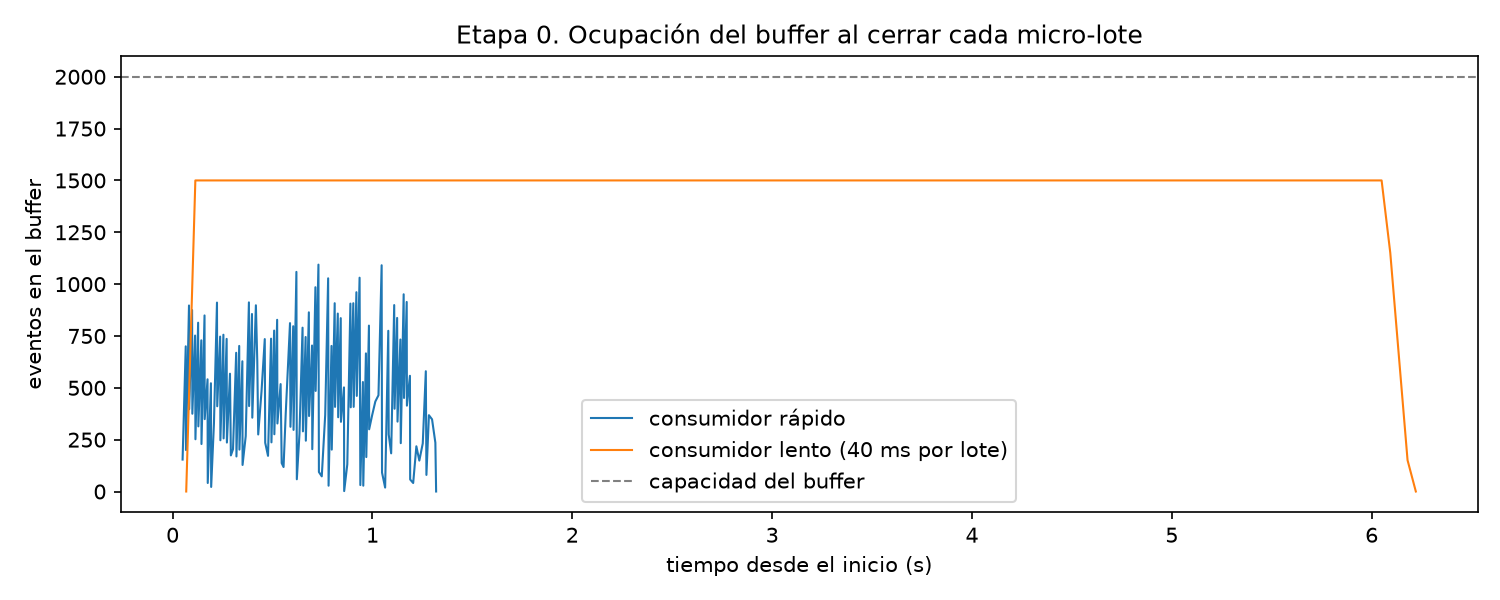 Etapa 0. Ocupación del buffer al cerrar cada micro-lote
eventos en el buffer
2000
1750
1500
1250
1000
750
500
250
0
consumidor rápido
consumidor lento (40 ms por lote)
capacidad del buffer
0 1 2 3 4 5 6
tiempo desde el inicio (s)